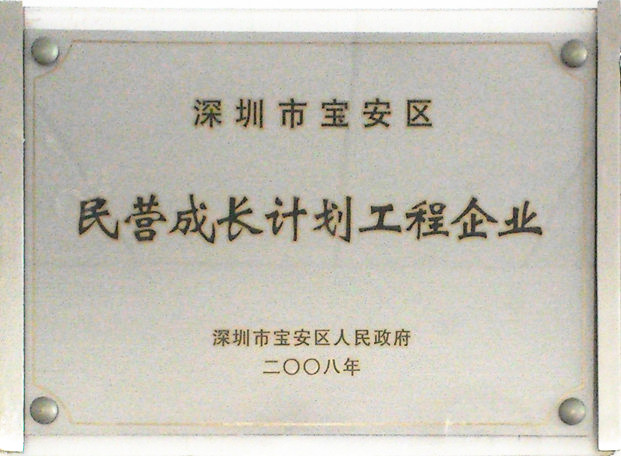 深圳市宝安区
民营成长计划工程企业
深圳市宝安区人民政府
二〇〇八年